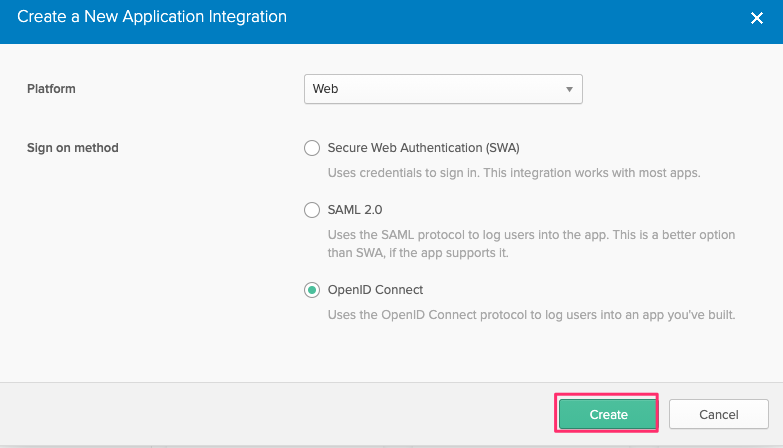 Create a New Application Integration
Platform
Web
Sign on method
Secure Web Authentication (SWA)
Uses credentials to sign in. This integration works with most apps.
SAML 2.0
Uses the SAML protocol to log users into the app. This is a better option
than SWA, if the app supports it.
OpenID Connect
Uses the OpenID Connect protocol to log users into an app you've built.
Create
Cancel